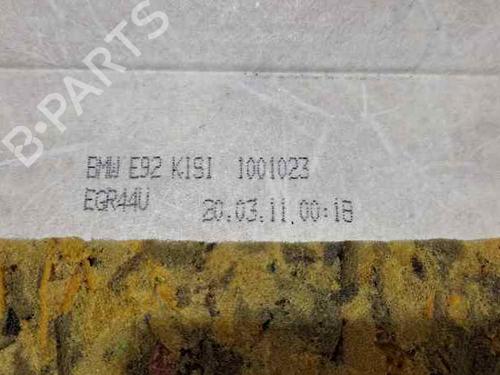 B-PARTS
BMW E92 KISI 1001023
EGR44U 20.03.11 00:18